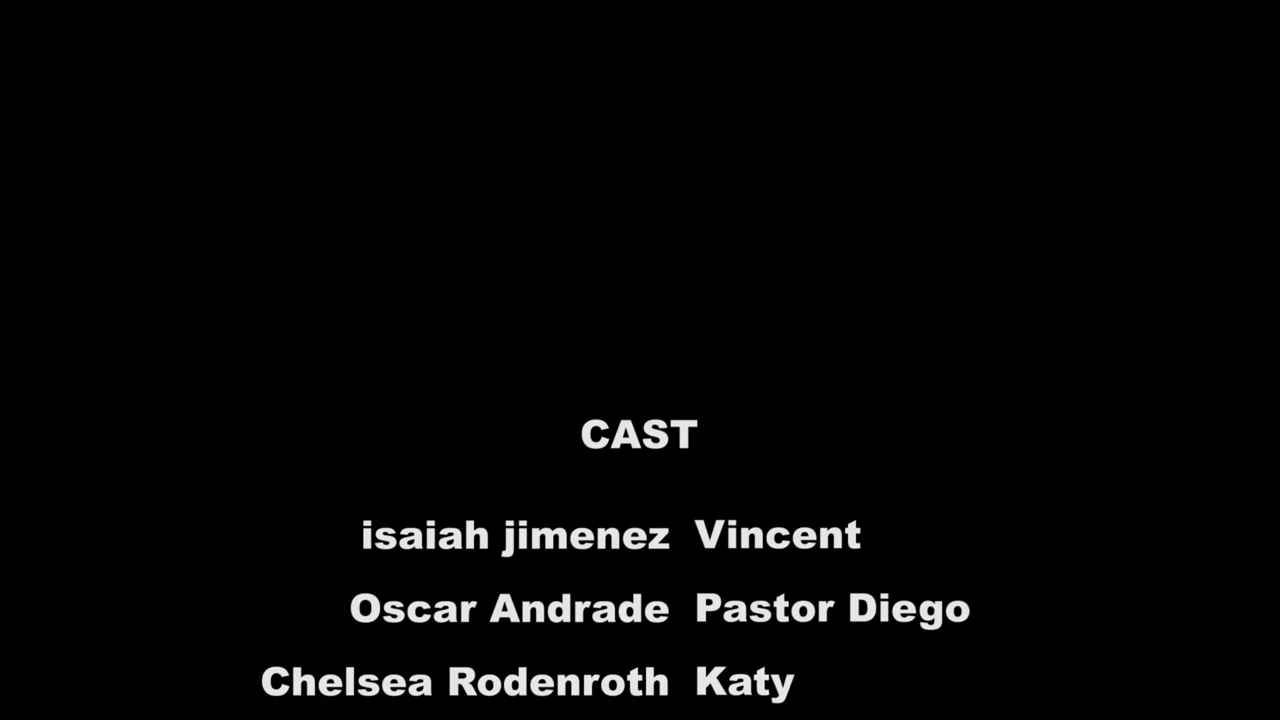 CAST
isaiah jimenez Vincent
Oscar Andrade Pastor Diego
Chelsea Rodenroth Katy